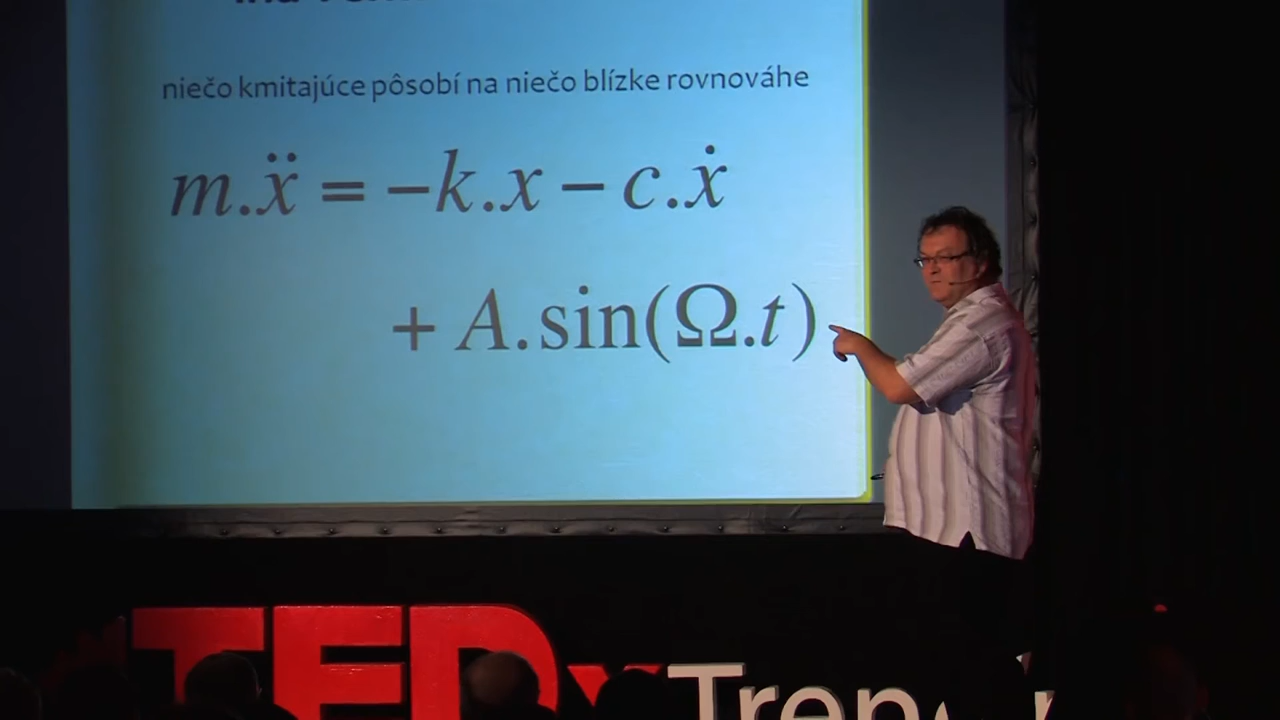 niečo kmitajúce pôsobí na niečo blízke rovnováhe
m.ẍ = −k.x − c.ẋ
+ A.sin(Ω.t)
TEDx